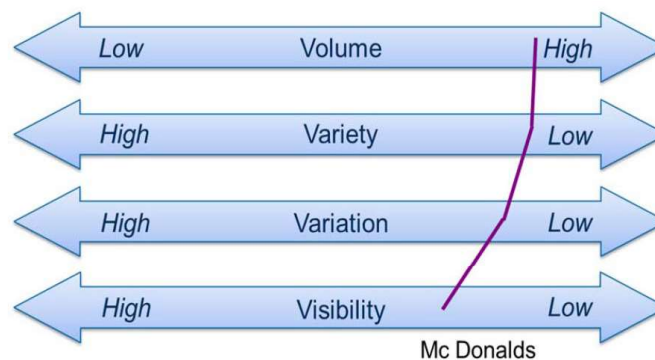 Low Volume High
High Variety Low
High Variation Low
High Visibility Low
Mc Donalds